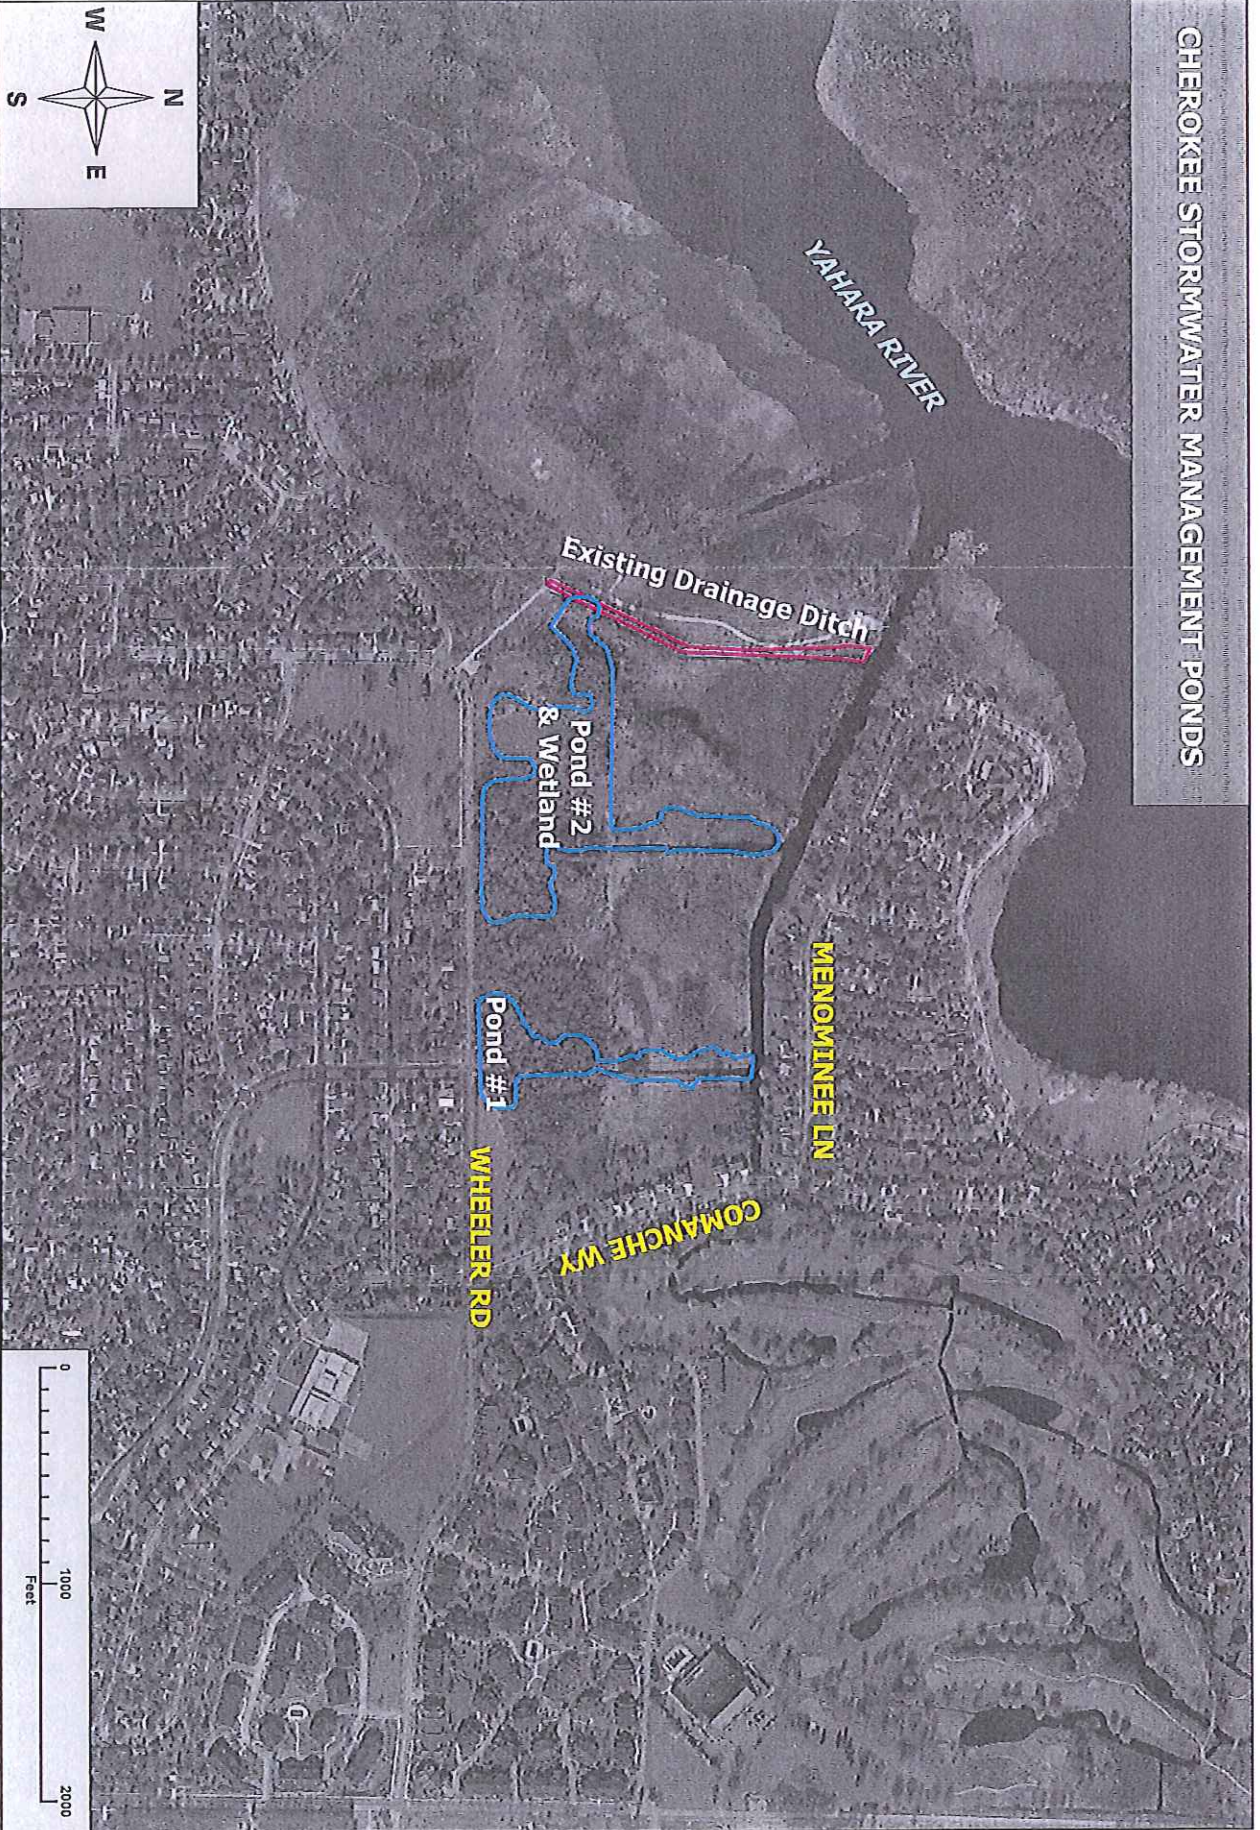 CHEROKEE STORMWATER MANAGEMENT PONDS
YAHARA RIVER
MENOMINEE LN
Existing Drainage Ditch
COMANCHE WY
Pond #2
& Wetland
Pond #1
WHEELER RD
N
W
E
S
0
1000
2000
Feet